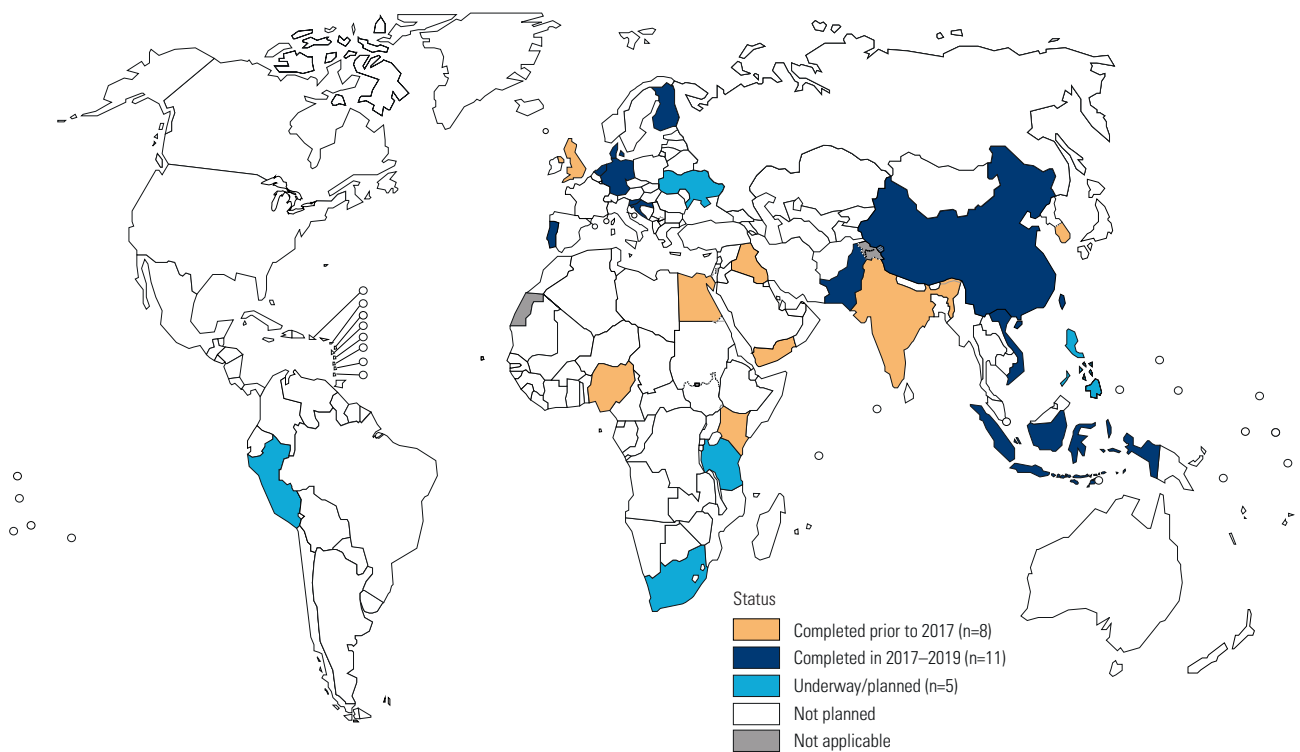 Status
Completed prior to 2017 (n=8)
Completed in 2017–2019 (n=11)
Underway/planned (n=5)
Not planned
Not applicable